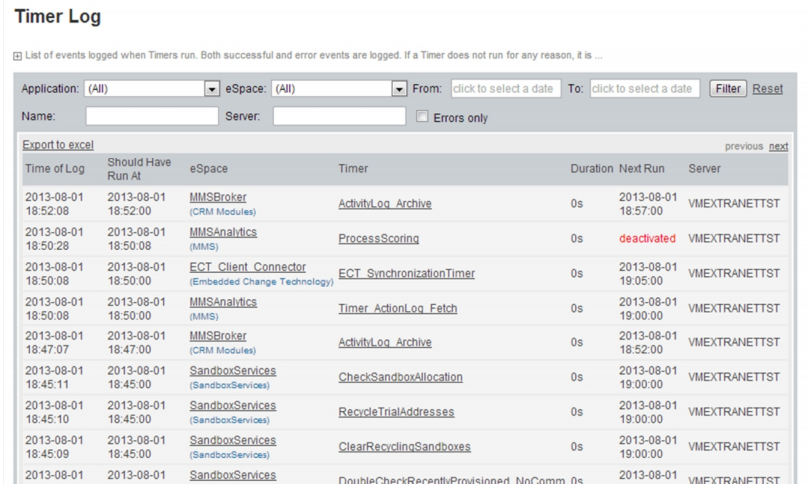 Timer Log
List of events logged when Timers run. Both successful and error events are logged. If a Timer does not run for any reason, it is ...
Application: (All) eSpace: (All) From: click to select a date To: click to select a date Filter Reset
Name: Server: Errors only
Export to excel previous next
Time of Log Should Have Run At eSpace Timer Duration Next Run Server
2013-08-01 2013-08-01 MMSBroker 2013-08-01
18:52:08 18:52:00 (CRM Modules) ActivityLog_Archive 0s 18:57:00 VMEXTRANETTST
2013-08-01 2013-08-01 MMSAnalytics
18:50:28 18:50:08 (MMS) ProcessScoring 0s deactivated VMEXTRANETTST
2013-08-01 2013-08-01 ECT_Client_Connector 2013-08-01
18:50:08 18:50:00 (Embedded Change Technology) ECT_SynchronizationTimer 0s 19:05:00 VMEXTRANETTST
2013-08-01 2013-08-01 MMSAnalytics 2013-08-01
18:50:08 18:50:00 (MMS) Timer_ActionLog_Fetch 0s 19:00:00 VMEXTRANETTST
2013-08-01 2013-08-01 MMSBroker 2013-08-01
18:47:07 18:47:00 (CRM Modules) ActivityLog_Archive 0s 18:52:00 VMEXTRANETTST
2013-08-01 2013-08-01 SandboxServices 2013-08-01
18:45:11 18:45:00 (SandboxServices) CheckSandboxAllocation 0s 19:00:00 VMEXTRANETTST
2013-08-01 2013-08-01 SandboxServices 2013-08-01
18:45:10 18:45:00 (SandboxServices) RecycleTrialAddresses 0s 19:00:00 VMEXTRANETTST
2013-08-01 2013-08-01 SandboxServices 2013-08-01
18:45:09 18:45:00 (SandboxServices) ClearRecyclingSandboxes 0s 19:00:00 VMEXTRANETTST
2013-08-01 2013-08-01 SandboxServices 2013-08-01
DoubleCheckRecentlyProvisioned_NoComm 0s VMEXTRANETTST